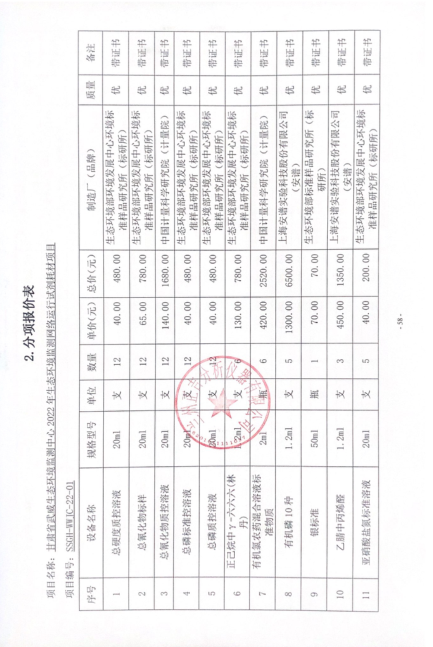 2.分项报价表
项目名称：甘肃省武威生态环境监测中心2022年生态环境监测网络运行试剂耗材项目
项目编号：SSGH-WWJC-22-01
序号 设备名称 规格型号 单位 数量 单价(元) 总价(元) 制造厂（品牌） 质量 备注
1 总硬度质控溶液 20ml 支 12 40.00 480.00 生态环境部环境发展中心环境标
准样品研究所（标研所） 优 带证书
2 总氰化物标样 20ml 支 12 65.00 780.00 生态环境部环境发展中心环境标
准样品研究所（标研所） 优 带证书
3 总氰化物质控溶液 20ml 支 12 140.00 1680.00 中国计量科学研究院（计量院） 优 带证书
4 总磷标准控溶液 20ml 支 12 40.00 480.00 生态环境部环境发展中心环境标
准样品研究所（标研所） 优 带证书
5 总磷质控溶液 20ml 支 12 40.00 480.00 生态环境部环境发展中心环境标
准样品研究所（标研所） 优 带证书
6 正己烷中γ-六六六(林
丹) 1.2ml 支 6 130.00 780.00 生态环境部环境发展中心环境标
准样品研究所（标研所） 优 带证书
7 有机氯农药混合溶液标
准物质 2ml 瓶 6 420.00 2520.00 中国计量科学研究院（计量院） 优 带证书
8 有机磷10种 1.2ml 支 5 1300.00 6500.00 上海安谱实验科技股份有限公司
（安谱） 优 带证书
9 银标准 50ml 瓶 1 70.00 70.00 生态环境部标准样品研究所（标
研所） 优 带证书
10 乙腈中丙烯醛 1.2ml 支 3 450.00 1350.00 上海安谱实验科技股份有限公司
（安谱） 优 带证书
11 亚硝酸盐氮标准溶液 20ml 支 5 40.00 200.00 生态环境部环境发展中心环境标
准样品研究所（标研所） 优 带证书
- 58 -